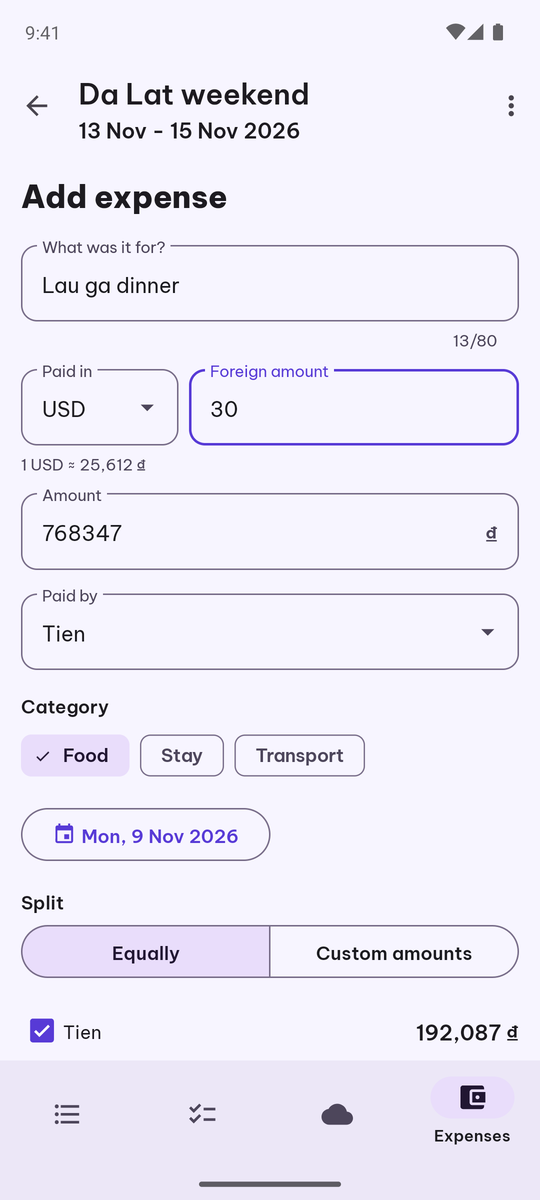 9:41
Da Lat weekend
13 Nov - 15 Nov 2026
Add expense
What was it for?
Lau ga dinner
13/80
Paid in
USD
Foreign amount
30
1 USD ≈ 25,612 ₫
Amount
768347 ₫
Paid by
Tien
Category
Food Stay Transport
Mon, 9 Nov 2026
Split
Equally Custom amounts
Tien 192,087 ₫
Expenses